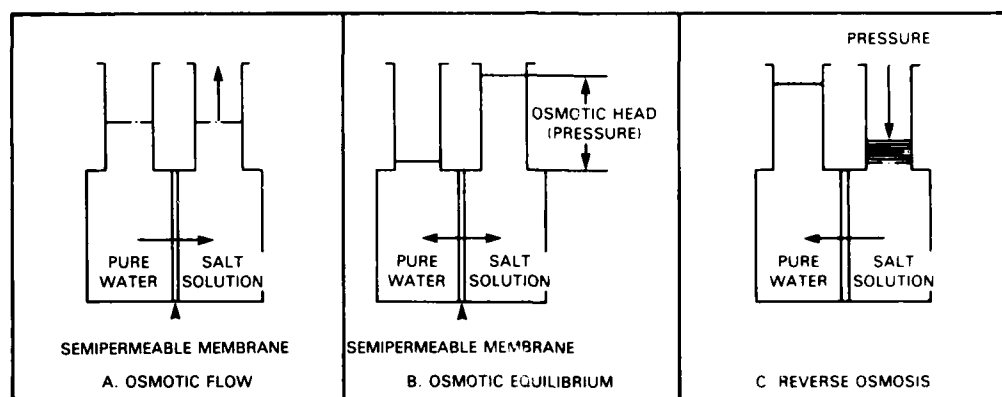 PURE
WATER
SALT
SOLUTION
SEMIPERMEABLE MEMBRANE
A. OSMOTIC FLOW
OSMOTIC HEAD
(PRESSURE)
PURE
WATER
SALT
SOLUTION
SEMIPERMEABLE MEMBRANE
B. OSMOTIC EQUILIBRIUM
PRESSURE
PURE
WATER
SALT
SOLUTION
C REVERSE OSMOSIS